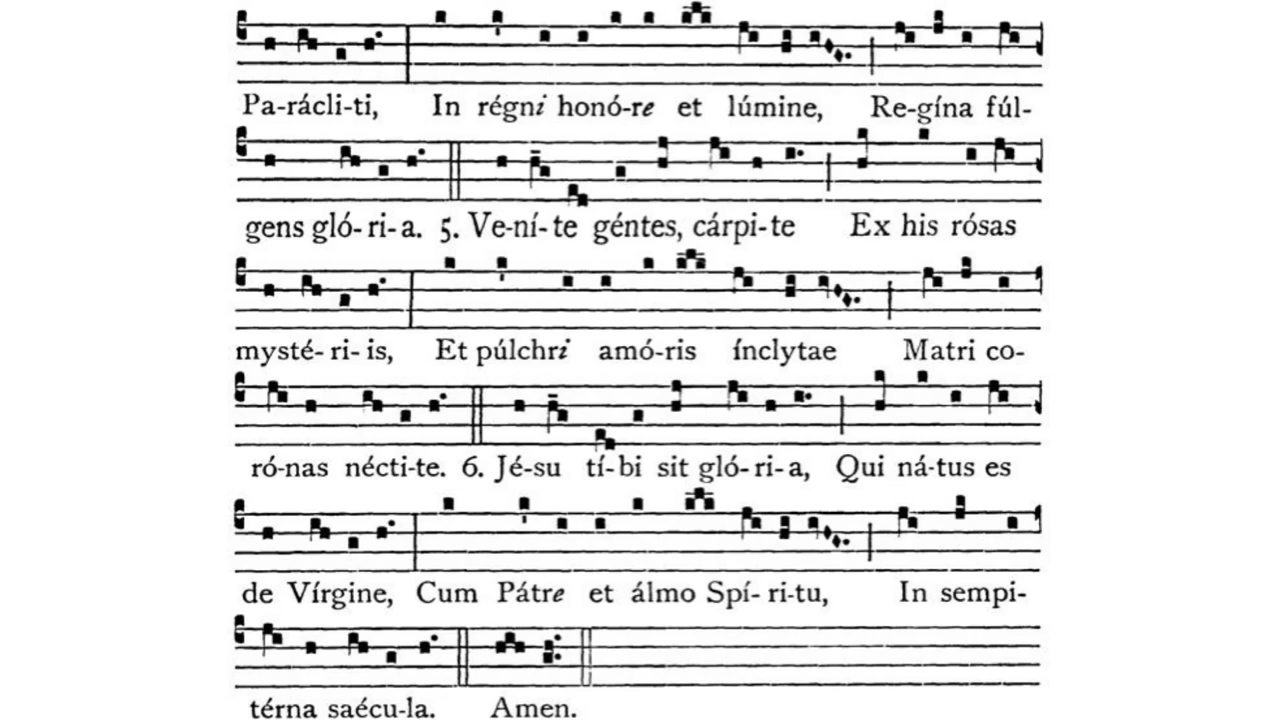 Pa-rácli-ti, In régni honó-re et lúmine, Re-gína fúl-
gens gló-ri-a. 5. Ve-ní-te géntes, cárpi-te Ex his rósas
mysté-ri-is, Et púlchri amó-ris ínclytae Matri co-
ró-nas nécti-te. 6. Jé-su tí-bi sit gló-ri-a, Qui ná-tus es
de Vírgine, Cum Pátre et álmo Spí-ri-tu, In sempi-
térna saécu-la. Amen.